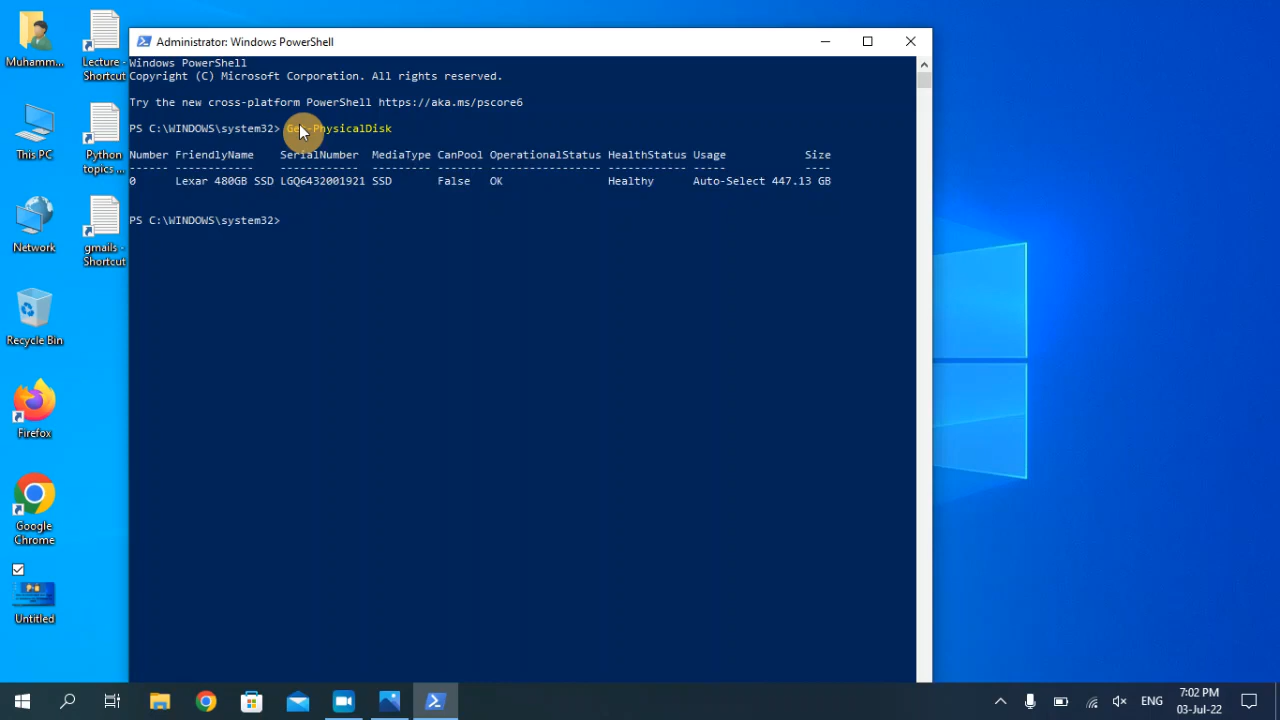 Administrator: Windows PowerShell
Windows PowerShell
Copyright (C) Microsoft Corporation. All rights reserved.
Try the new cross-platform PowerShell https://aka.ms/pscore6
PS C:\WINDOWS\system32> Get-PhysicalDisk
Number FriendlyName SerialNumber MediaType CanPool OperationalStatus HealthStatus Usage Size
------ ------------ ------------ --------- ------- ----------------- ------------ ----- ----
0 Lexar 480GB SSD LGQ6432001921 SSD False OK Healthy Auto-Select 447.13 GB
PS C:\WINDOWS\system32>
Muhamm...
Lecture -
Shortcut
This PC
Python
topics ...
Network
gmails -
Shortcut
Recycle Bin
Firefox
Google
Chrome
Untitled
ENG
7:02 PM
03-Jul-22